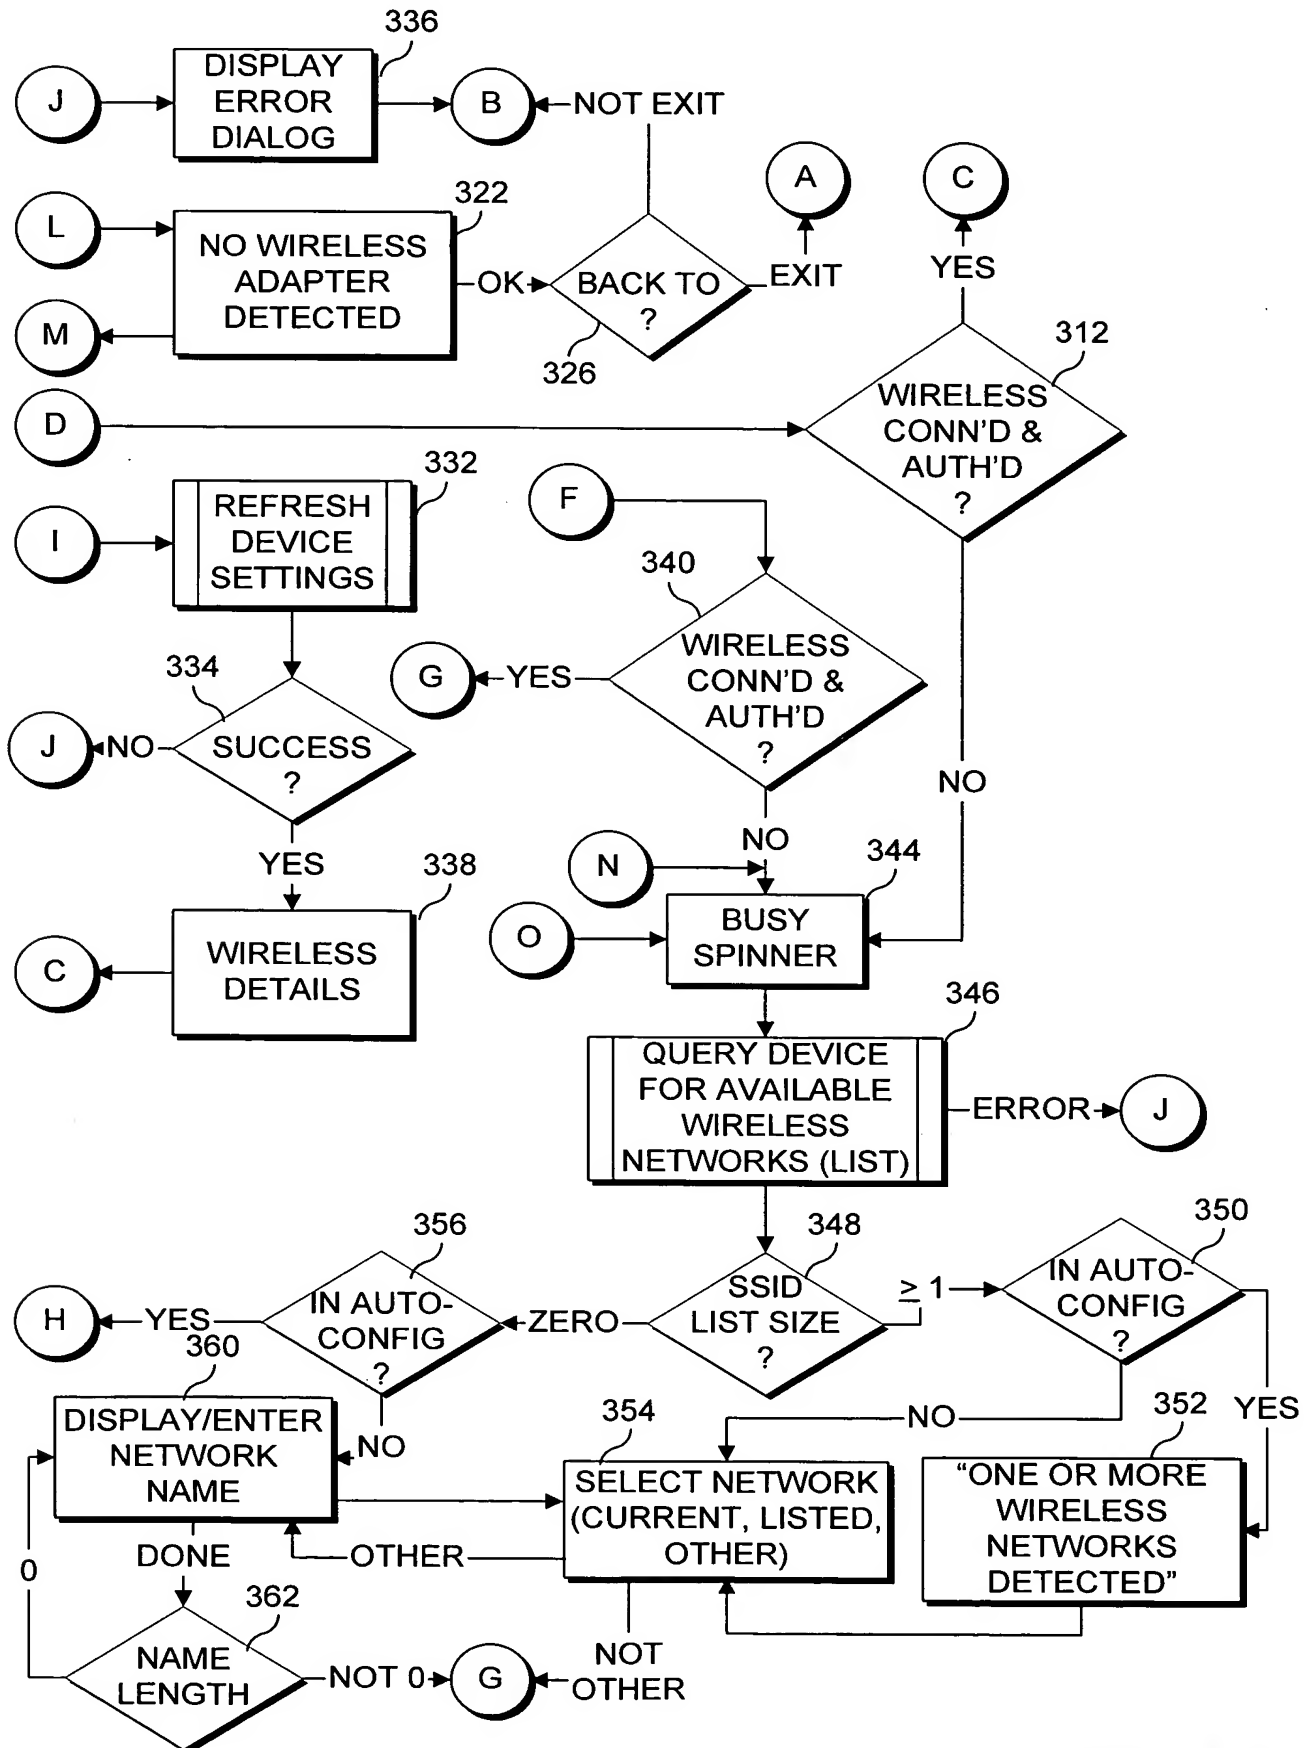 336
J
DISPLAY
ERROR
DIALOG
B
NOT EXIT
A
C
L
322
NO WIRELESS
ADAPTER
DETECTED
OK
BACK TO
?
EXIT
YES
M
326
312
D
WIRELESS
CONN'D &
AUTH'D
?
332
I
REFRESH
DEVICE
SETTINGS
F
340
334
G
YES
WIRELESS
CONN'D &
AUTH'D
?
J
NO
SUCCESS
?
NO
YES
NO
338
N
344
C
WIRELESS
DETAILS
O
BUSY
SPINNER
346
QUERY DEVICE
FOR AVAILABLE
WIRELESS
NETWORKS (LIST)
ERROR
J
356
348
350
H
YES
IN AUTO-
CONFIG
?
ZERO
SSID
LIST SIZE
?
≥ 1
IN AUTO-
CONFIG
?
360
DISPLAY/ENTER
NETWORK
NAME
NO
354
NO
352
YES
SELECT NETWORK
(CURRENT, LISTED,
OTHER)
“ONE OR MORE
WIRELESS
NETWORKS
DETECTED”
0
DONE
OTHER
362
NAME
LENGTH
NOT 0
G
NOT
OTHER